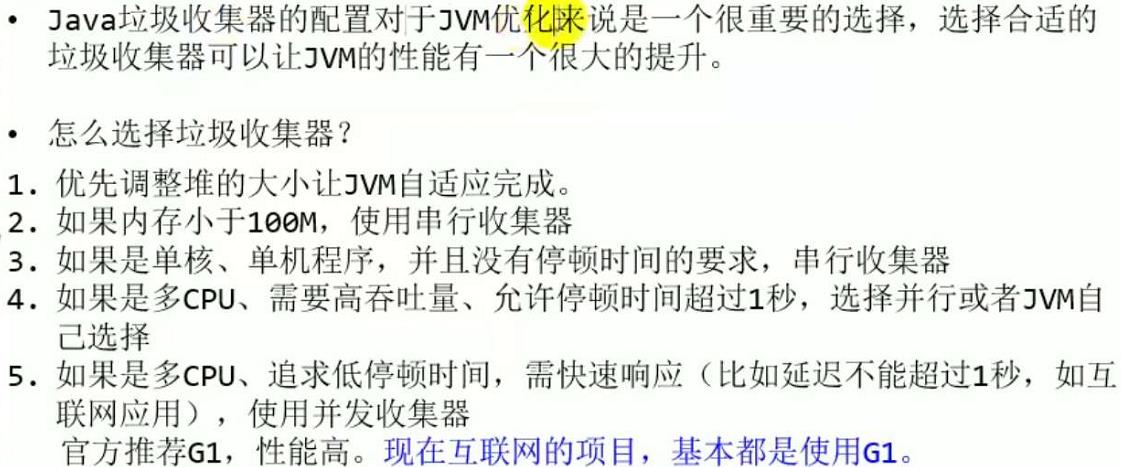 • Java垃圾收集器的配置对于JVM优化来说是一个很重要的选择，选择合适的
垃圾收集器可以让JVM的性能有一个很大的提升。
• 怎么选择垃圾收集器？
1. 优先调整堆的大小让JVM自适应完成。
2. 如果内存小于100M，使用串行收集器
3. 如果是单核、单机程序，并且没有停顿时间的要求，串行收集器
4. 如果是多CPU、需要高吞吐量、允许停顿时间超过1秒，选择并行或者JVM自
己选择
5. 如果是多CPU、追求低停顿时间，需快速响应（比如延迟不能超过1秒，如互
联网应用），使用并发收集器
官方推荐G1，性能高。现在互联网的项目，基本都是使用G1。